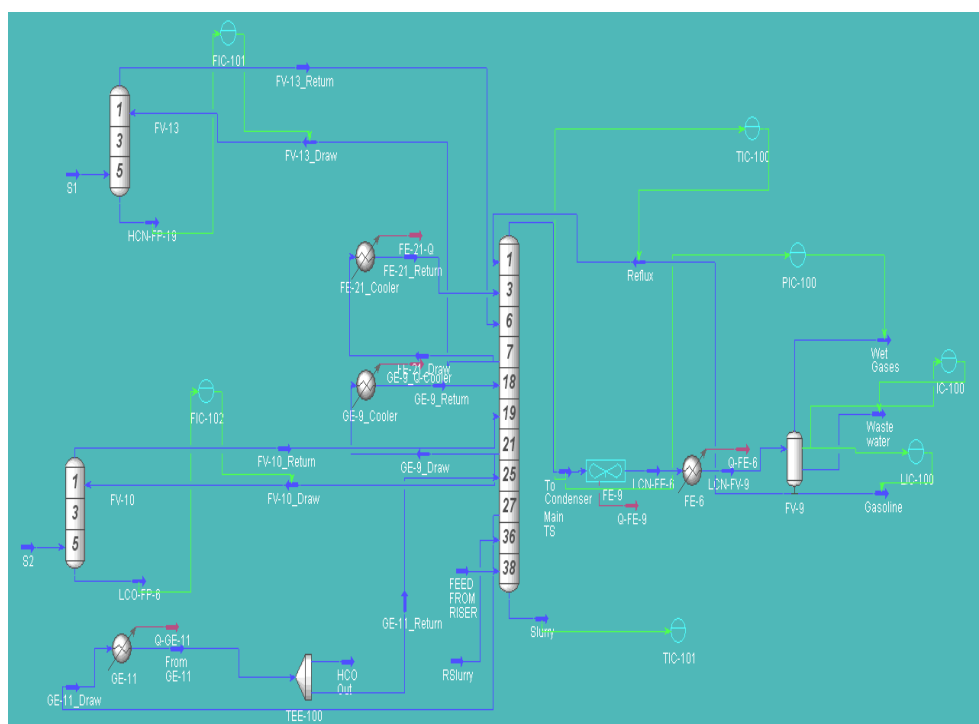 FIC-101
FV-13_Return
1
3
5
FV-13
FV-13_Draw
S1
HCN-FP-19
TIC-100
FE-21-Q
FE-21_Return
FE-21_Cooler
Reflux
PIC-100
1
3
6
7
18
19
21
25
27
36
38
FE-21_Draw
GE-9_Q-Cooler
GE-9_Return
GE-9_Cooler
Wet
Gases
IC-100
FIC-102
Waste
water
FV-10_Return
GE-9_Draw
1
3
5
FV-10
FV-10_Draw
To
Condenser
Main
TS
FE-9
LCN-FE-6
Q-FE-9
FE-6
Q-FE-6
LCN-FV-9
FV-9
LIC-100
Gasoline
S2
LCO-FP-6
FEED
FROM
RISER
GE-11_Return
Slurry
TIC-101
Q-GE-11
From
GE-11
GE-11
HCO
Out
RSlurry
GE-11_Draw
TEE-100